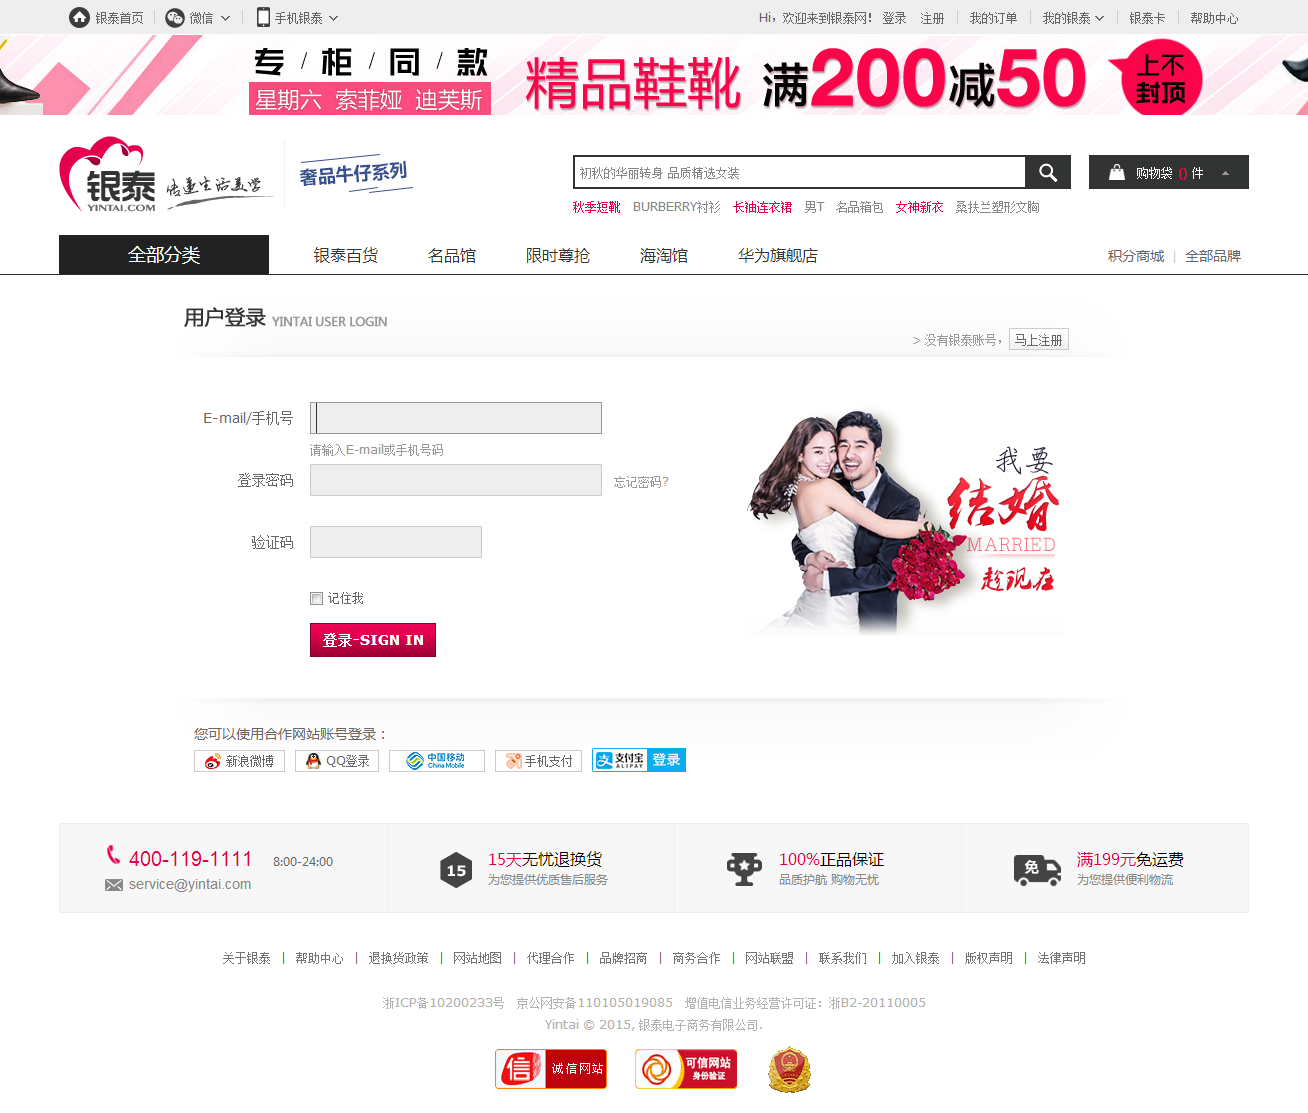 银泰首页 微信 手机银泰 Hi，欢迎来到银泰网! 登录 注册 我的订单 我的银泰 银泰卡 帮助中心
专 / 柜 / 同 / 款
星期六 索菲娅 迪芙斯
精品鞋靴 满200减50
上不
封顶
银泰
YINTAI.COM
传递生活美学
奢品牛仔系列
初秋的华丽转身 品质精选女装
购物袋 0 件
秋季短靴 BURBERRY衬衫 长袖连衣裙 男T 名品箱包 女神新衣 桑扶兰塑形文胸
全部分类 银泰百货 名品馆 限时尊抢 海淘馆 华为旗舰店 积分商城 | 全部品牌
用户登录 YINTAI USER LOGIN
> 没有银泰账号， 马上注册
E-mail/手机号
请输入E-mail或手机号码
登录密码 忘记密码?
验证码
记住我
登录-SIGN IN
我要
结婚
MARRIED
趁现在
您可以使用合作网站账号登录：
新浪微博 QQ登录 中国移动 China Mobile 手机支付 支付宝 ALIPAY 登录
400-119-1111 8:00-24:00
service@yintai.com
15 15天无忧退换货
为您提供优质售后服务
100%正品保证
品质护航 购物无忧
免 满199元免运费
为您提供便利物流
关于银泰 | 帮助中心 | 退换货政策 | 网站地图 | 代理合作 | 品牌招商 | 商务合作 | 网站联盟 | 联系我们 | 加入银泰 | 版权声明 | 法律声明
浙ICP备10200233号 京公网安备110105019085 增值电信业务经营许可证：浙B2-20110005
Yintai © 2015, 银泰电子商务有限公司.
信 诚信网站
可信网站
身份验证